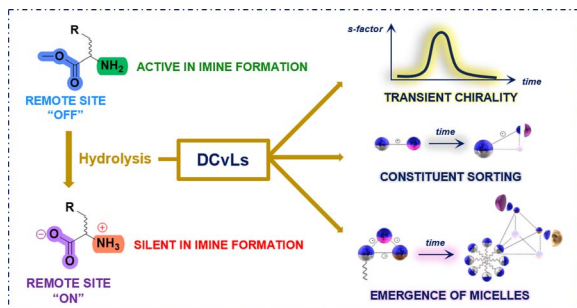 R
O
O
NH2
ACTIVE IN IMINE FORMATION
REMOTE SITE
“OFF”
Hydrolysis
DCvLs
R
⊖
O
O
⊕
NH3
SILENT IN IMINE FORMATION
REMOTE SITE
“ON”
s-factor
time
TRANSIENT CHIRALITY
time
CONSTITUENT SORTING
time
EMERGENCE OF MICELLES